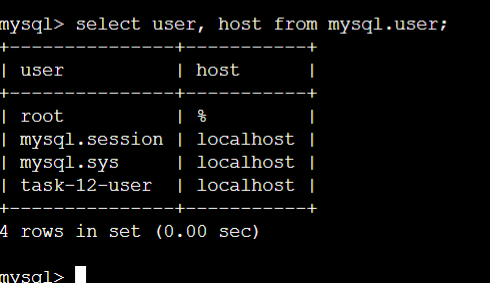 mysql> select user, host from mysql.user;
+---------------+-----------+
| user          | host      |
+---------------+-----------+
| root          | %         |
| mysql.session | localhost |
| mysql.sys     | localhost |
| task-12-user  | localhost |
+---------------+-----------+
4 rows in set (0.00 sec)
mysql>